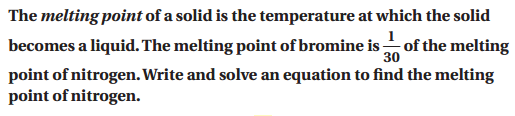 The melting point of a solid is the temperature at which the solid
becomes a liquid. The melting point of bromine is 1/30 of the melting
point of nitrogen. Write and solve an equation to find the melting
point of nitrogen.